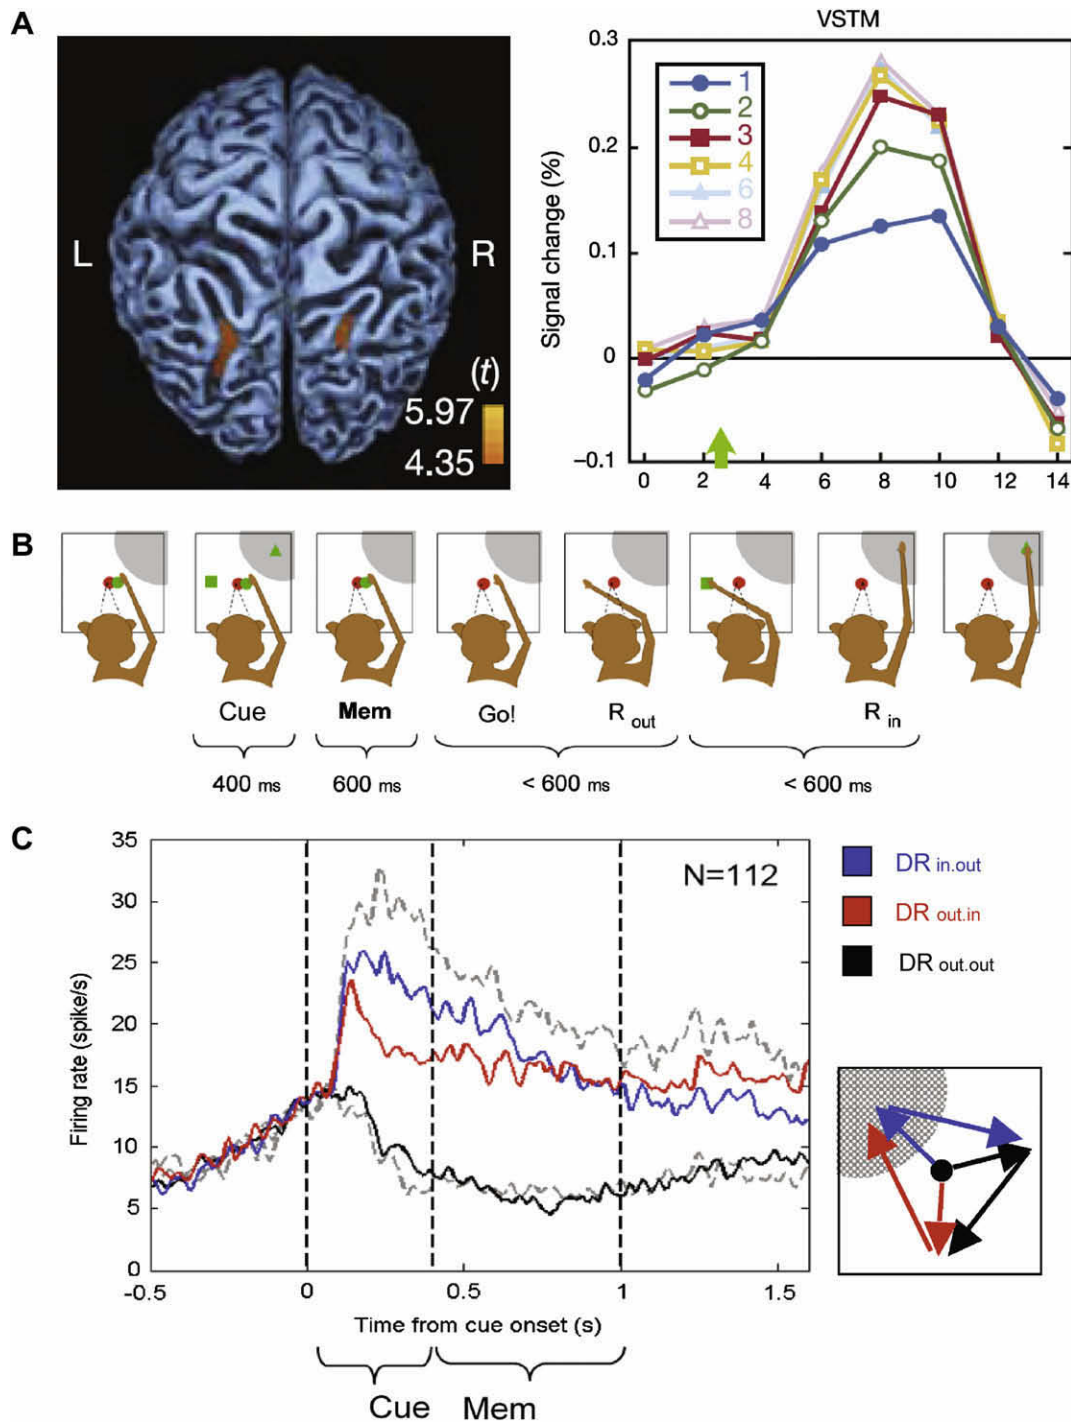 A
VSTM
L
R
(t)
5.97
4.35
1
2
3
4
6
8
Signal change (%)
0.3
0.2
0.1
0
−0.1
0 2 4 6 8 10 12 14
B
Cue Mem Go! R out R in
400 ms 600 ms < 600 ms < 600 ms
C
N=112
Firing rate (spike/s)
35
30
25
20
15
10
5
0
-0.5 0 0.5 1 1.5
Time from cue onset (s)
Cue Mem
DR in.out
DR out.in
DR out.out